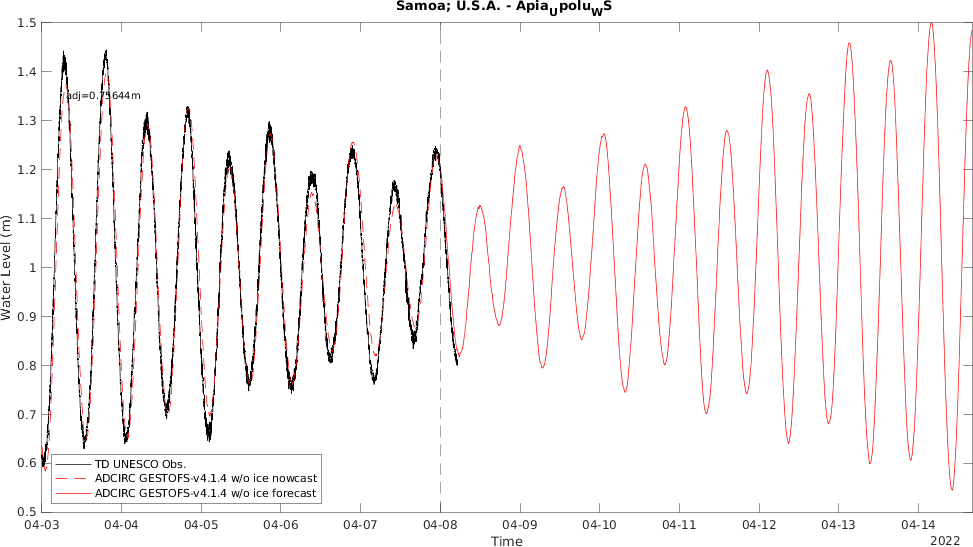 Samoa; U.S.A. - ApiaUpoluWS
adj=0.75644m
Water Level (m)
1.5
1.4
1.3
1.2
1.1
1
0.9
0.8
0.7
0.6
0.5
TD UNESCO Obs.
ADCIRC GESTOFS-v4.1.4 w/o ice nowcast
ADCIRC GESTOFS-v4.1.4 w/o ice forecast
04-03 04-04 04-05 04-06 04-07 04-08 04-09 04-10 04-11 04-12 04-13 04-14
Time
2022